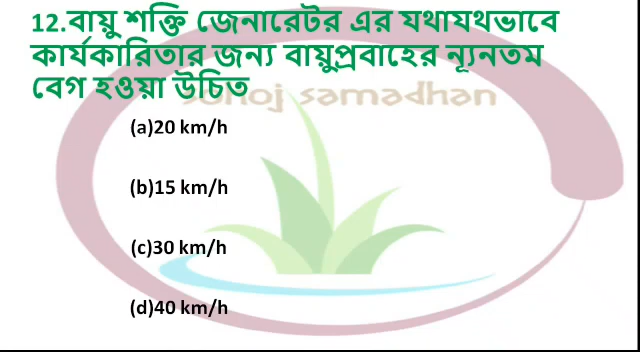 12.বায়ু শক্তি জেনারেটর এর যথাযথভাবে
কার্যকারিতার জন্য বায়ুপ্রবাহের ন্যূনতম
বেগ হওয়া উচিত
samadhan
(a)20 km/h
(b)15 km/h
(c)30 km/h
(d)40 km/h